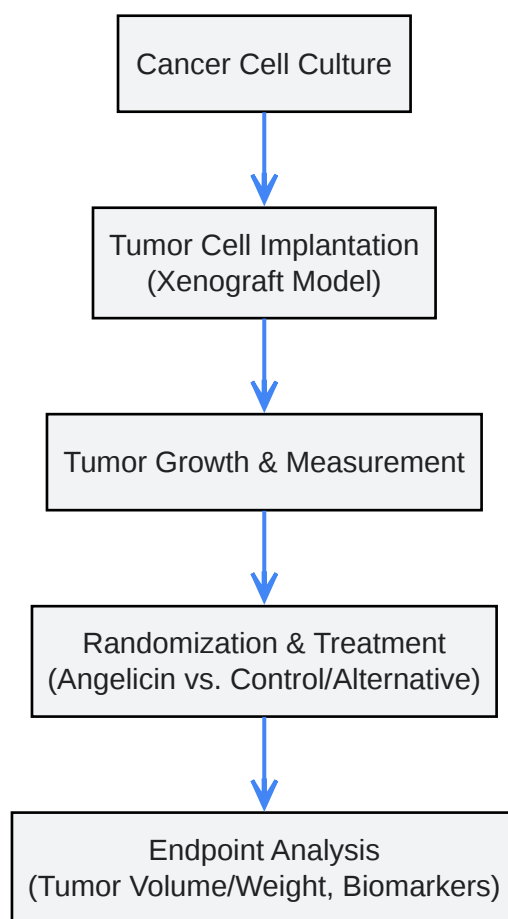 Cancer Cell Culture
Tumor Cell Implantation
(Xenograft Model)
Tumor Growth & Measurement
Randomization & Treatment
(Angelicin vs. Control/Alternative)
Endpoint Analysis
(Tumor Volume/Weight, Biomarkers)